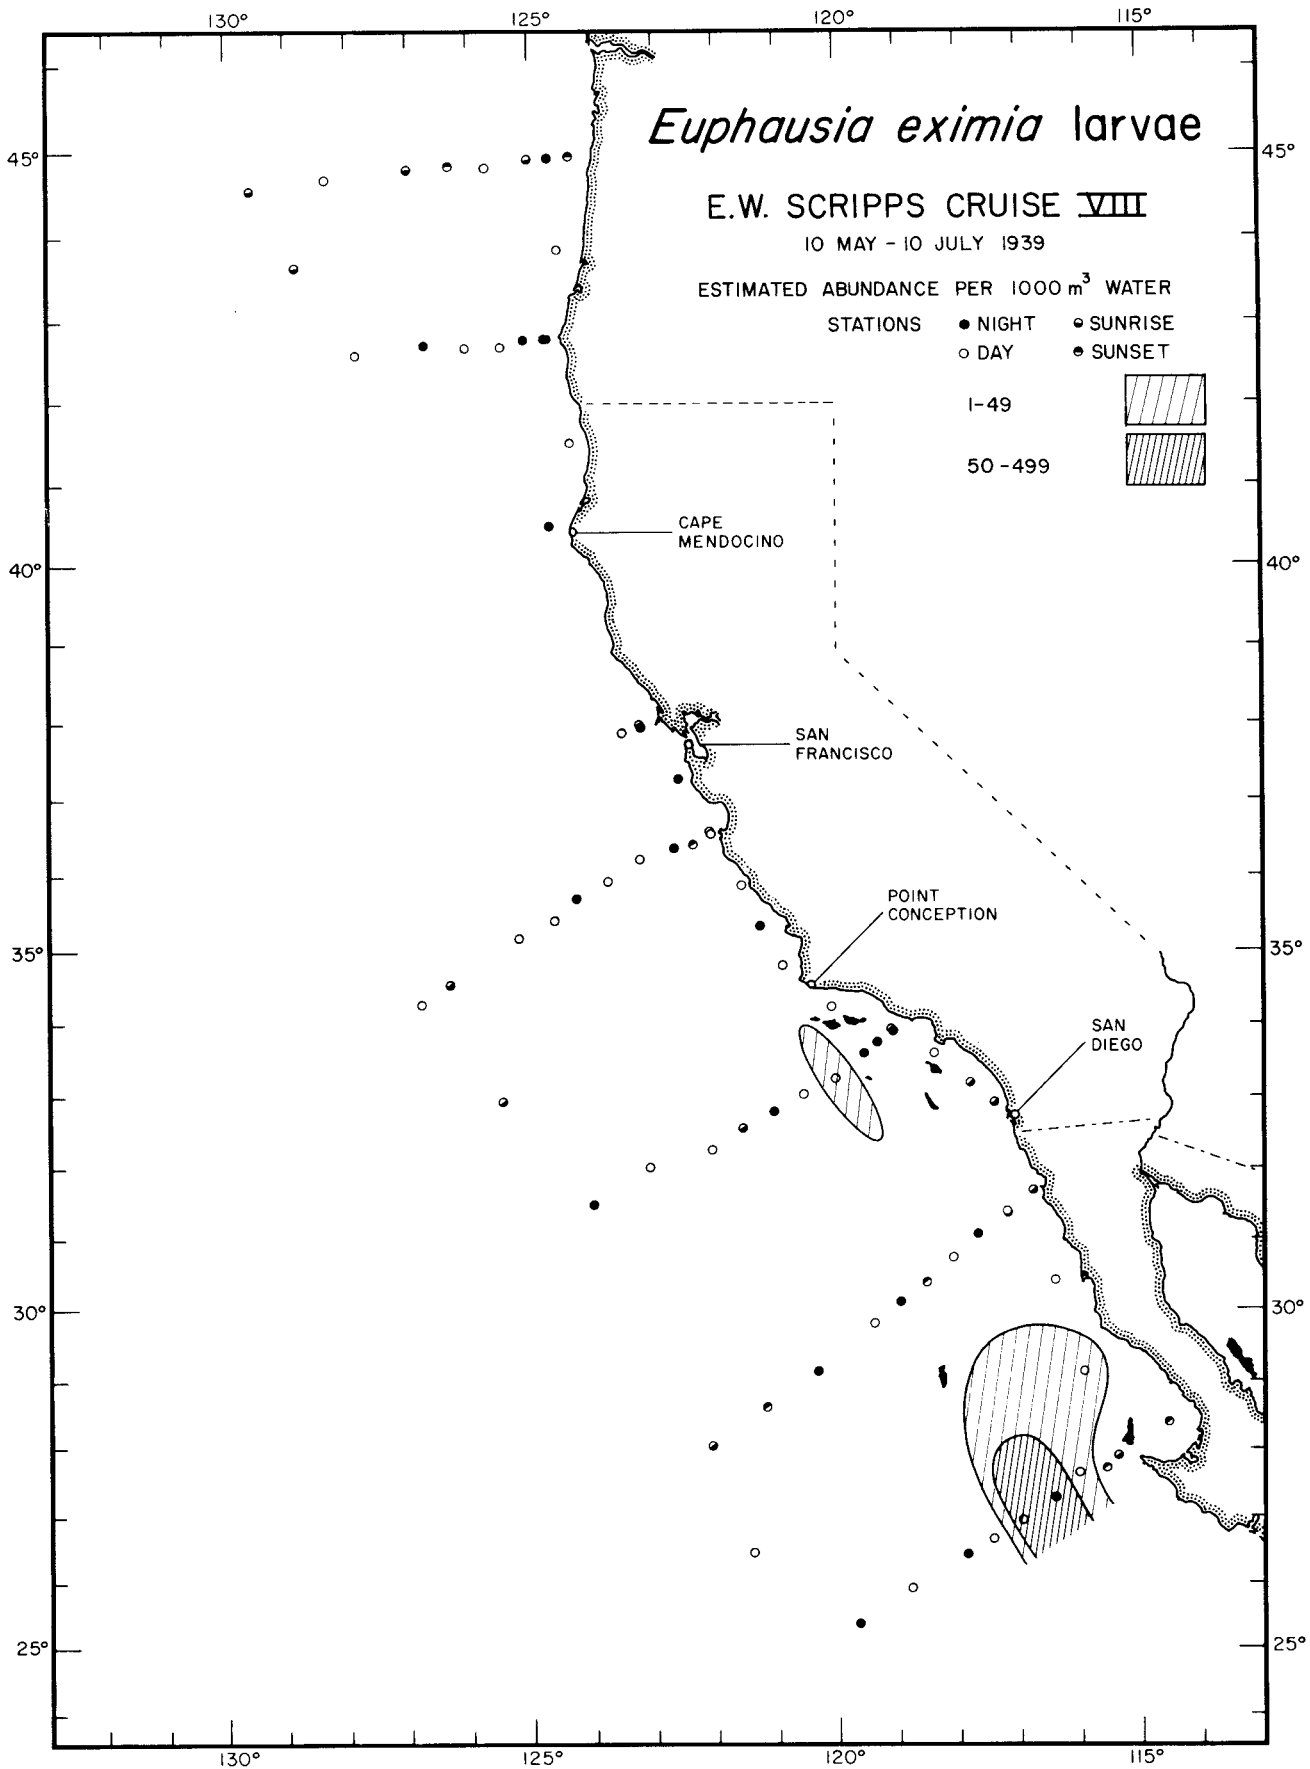 130° 125° 120° 115°
Euphausia eximia larvae
45° 45°
E.W. SCRIPPS CRUISE VIII
10 MAY - 10 JULY 1939
ESTIMATED ABUNDANCE PER 1000 m³ WATER
STATIONS NIGHT SUNRISE
DAY SUNSET
1-49
50-499
CAPE
MENDOCINO
40° 40°
SAN
FRANCISCO
POINT
CONCEPTION
35° 35°
SAN
DIEGO
30° 30°
25° 25°
130° 125° 120° 115°